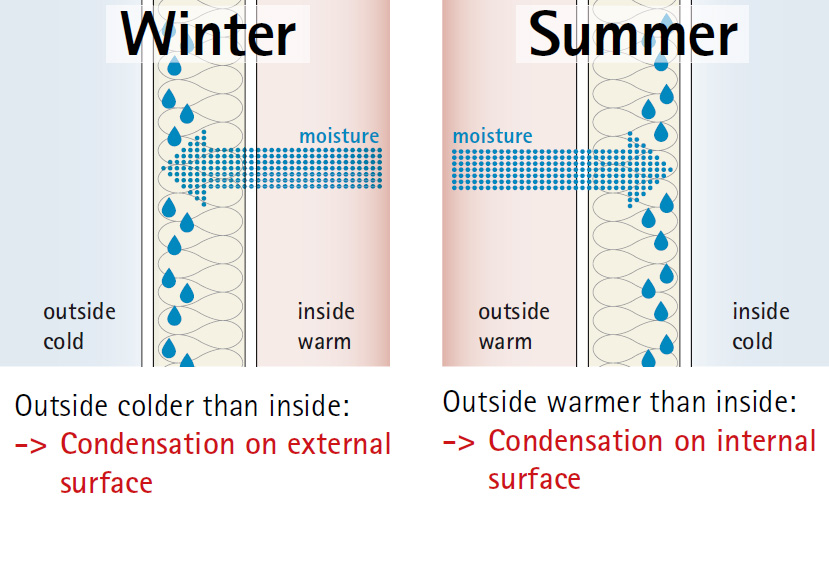 Winter
moisture
outside
cold
inside
warm
Outside colder than inside:
-> Condensation on external
surface
Summer
moisture
outside
warm
inside
cold
Outside warmer than inside:
-> Condensation on internal
surface